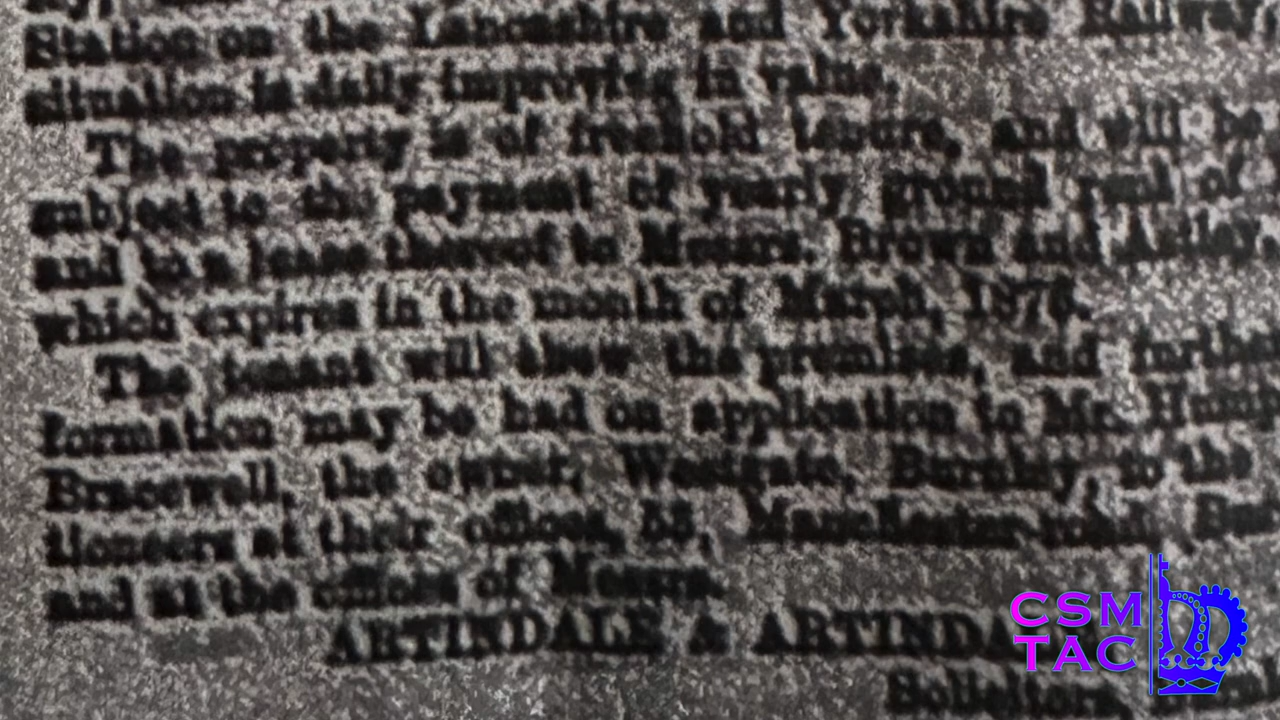 Station on the Lancashire and Yorkshire Railway,
situation is daily improving in value.
The property is of freehold tenure, and will be
subject to the payment of yearly ground rent of
and to a lease thereof to Messrs. Brown and
which expires in the month of March, 1876.
The tenant will show the premises, and further
formation may be had on application to Mr.
Bracewell, the owner, Westgate, Burnley, to the
tioneers at their offices, 55, Manchester-road, Bur
and at the offices of Messrs.
ARTINDALE & ARTINDA
Solicitors,
CSM
TAC